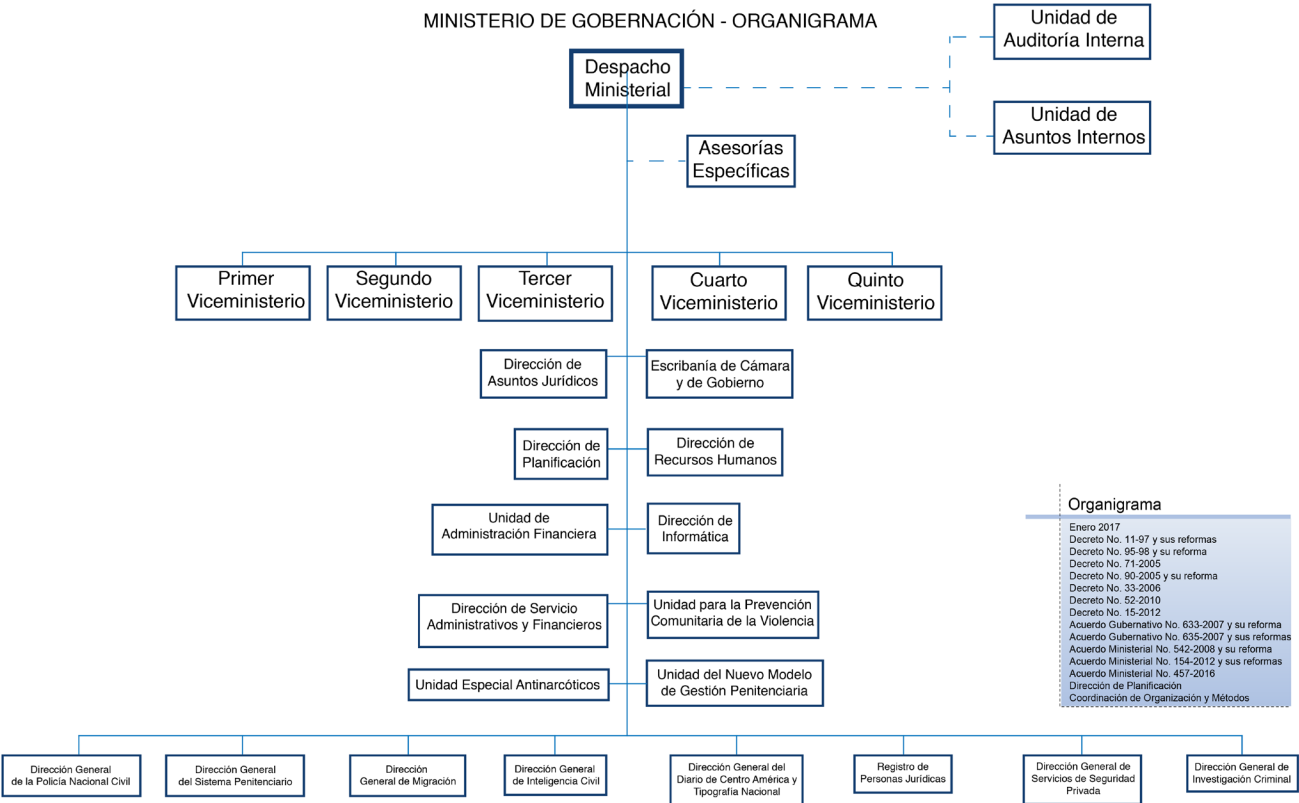 MINISTERIO DE GOBERNACIÓN - ORGANIGRAMA
Unidad de
Auditoría Interna
Despacho
Ministerial
Unidad de
Asuntos Internos
Asesorías
Específicas
Primer
Viceministerio
Segundo
Viceministerio
Tercer
Viceministerio
Cuarto
Viceministerio
Quinto
Viceministerio
Dirección de
Asuntos Jurídicos
Escribanía de Cámara
y de Gobierno
Dirección de
Planificación
Dirección de
Recursos Humanos
Unidad de
Administración Financiera
Dirección de
Informática
Dirección de Servicio
Administrativos y Financieros
Unidad para la Prevención
Comunitaria de la Violencia
Unidad Especial Antinarcóticos
Unidad del Nuevo Modelo
de Gestión Penitenciaria
Organigrama
Enero 2017
Decreto No. 11-97 y sus reformas
Decreto No. 95-98 y su reforma
Decreto No. 71-2005
Decreto No. 90-2005 y su reforma
Decreto No. 33-2006
Decreto No. 52-2010
Decreto No. 15-2012
Acuerdo Gubernativo No. 633-2007 y su reforma
Acuerdo Gubernativo No. 635-2007 y sus reformas
Acuerdo Ministerial No. 542-2008 y su reforma
Acuerdo Ministerial No. 154-2012 y sus reformas
Acuerdo Ministerial No. 457-2016
Dirección de Planificación
Coordinación de Organización y Métodos
Dirección General
de la Policía Nacional Civil
Dirección General
del Sistema Penitenciario
Dirección
General de Migración
Dirección General
de Inteligencia Civil
Dirección General del
Diario de Centro América y
Tipografía Nacional
Registro de
Personas Jurídicas
Dirección General de
Servicios de Seguridad
Privada
Dirección General de
Investigación Criminal